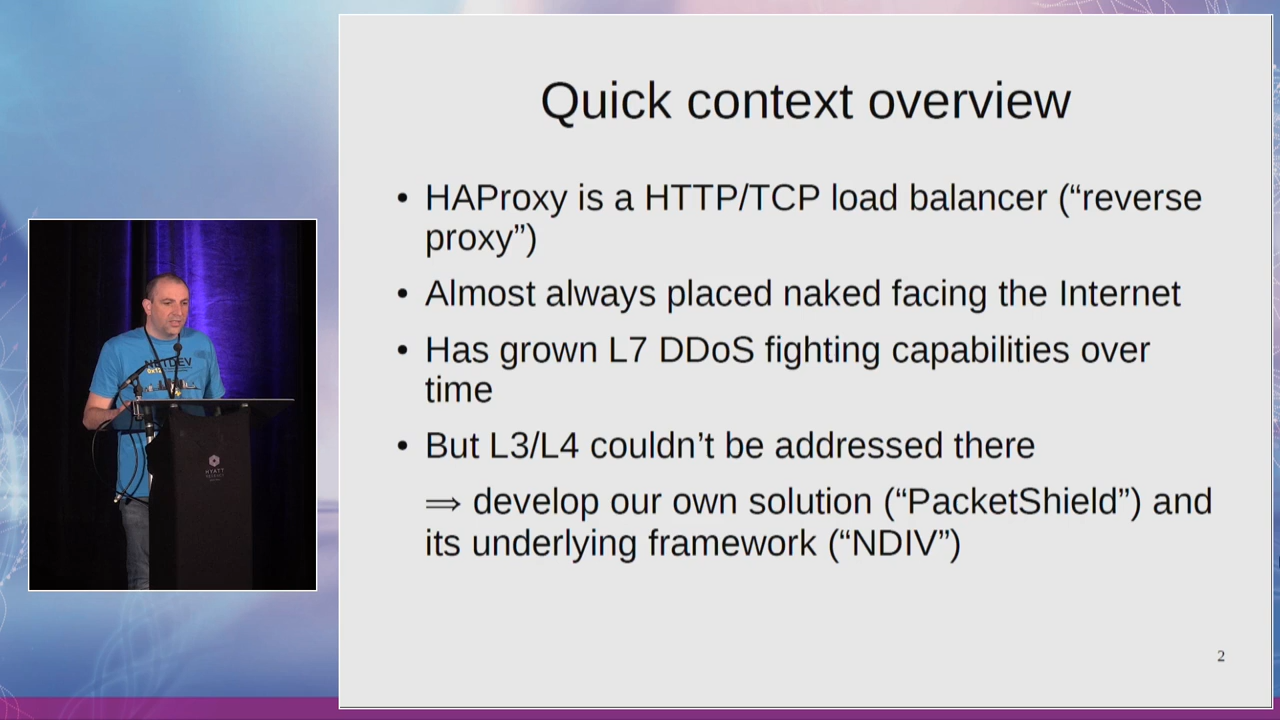 Quick context overview
• HAProxy is a HTTP/TCP load balancer (“reverse
proxy”)
• Almost always placed naked facing the Internet
• Has grown L7 DDoS fighting capabilities over
time
• But L3/L4 couldn’t be addressed there
⇒ develop our own solution (“PacketShield”) and
its underlying framework (“NDIV”)
2
HYATT